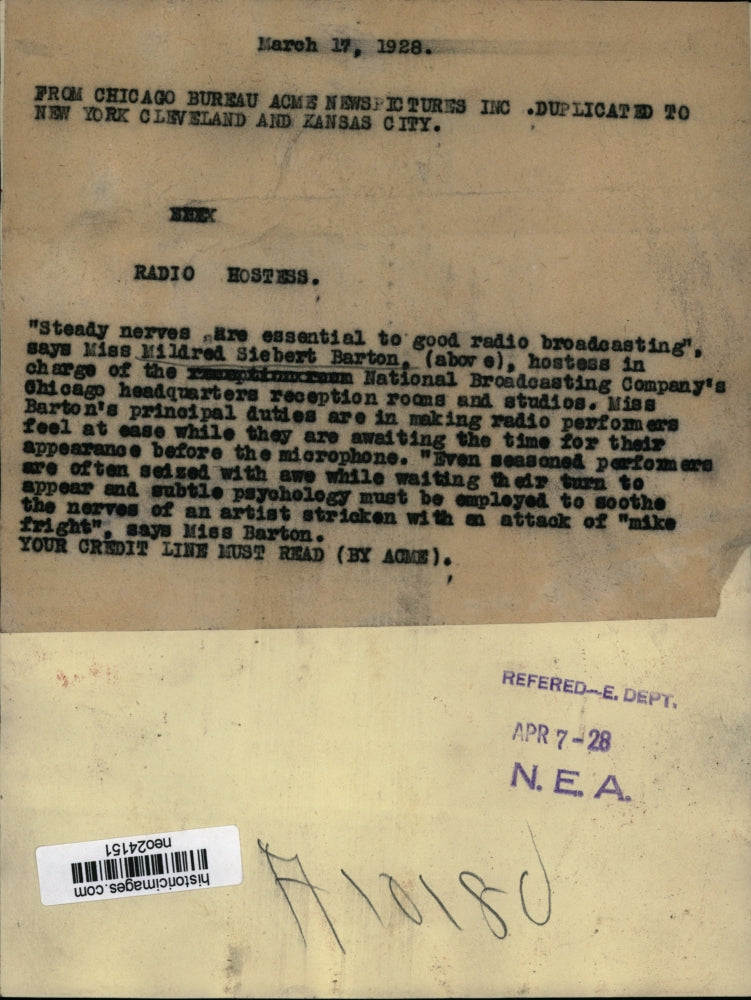 March 17, 1928.
FROM CHICAGO BUREAU ACME NEWSPICTURES INC .DUPLICATED TO
NEW YORK CLEVELAND AND KANSAS CITY.
RADIO HOSTESS.
"Steady nerves are essential to good radio broadcasting",
says Miss Mildred Siebert Barton, (above), hostess in
charge of the National Broadcasting Company's
Chicago headquarters reception rooms and studios. Miss
Barton's principal duties are in making radio performers
feel at ease while they are awaiting the time for their
appearance before the microphone. "Even seasoned performers
are often seized with awe while waiting their turn to
appear and subtle psychology must be employed to soothe
the nerves of an artist stricken with an attack of "mike
fright", says Miss Barton.
YOUR CREDIT LINE MUST READ (BY ACME).
REFERED-E. DEPT.
APR 7-28
N. E. A.
historicimages.com
neo24151
A10180